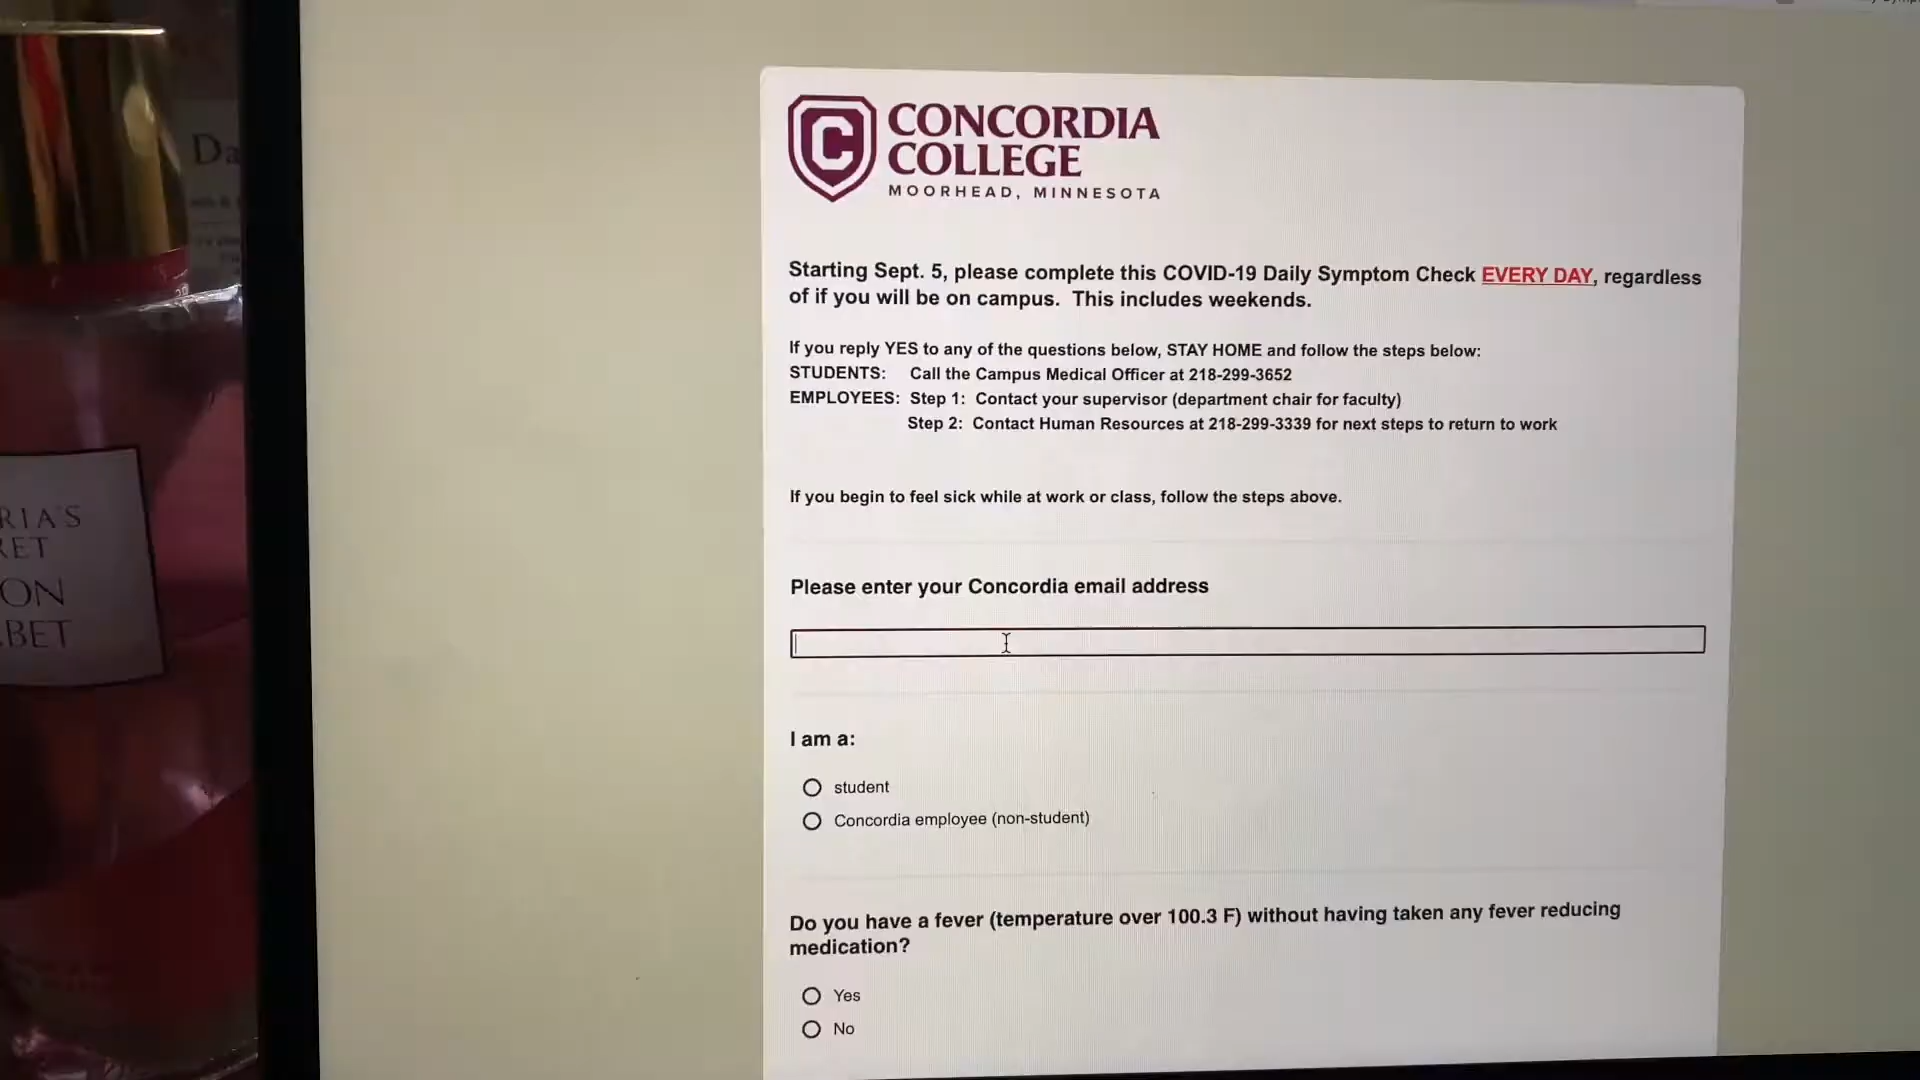 CONCORDIA
COLLEGE
MOORHEAD, MINNESOTA
Starting Sept. 5, please complete this COVID-19 Daily Symptom Check EVERY DAY, regardless
of if you will be on campus. This includes weekends.
If you reply YES to any of the questions below, STAY HOME and follow the steps below:
STUDENTS: Call the Campus Medical Officer at 218-299-3652
EMPLOYEES: Step 1: Contact your supervisor (department chair for faculty)
Step 2: Contact Human Resources at 218-299-3339 for next steps to return to work
If you begin to feel sick while at work or class, follow the steps above.
Please enter your Concordia email address
I am a:
student
Concordia employee (non-student)
Do you have a fever (temperature over 100.3 F) without having taken any fever reducing
medication?
Yes
No
Da
RIA'S
RET
ON
BET